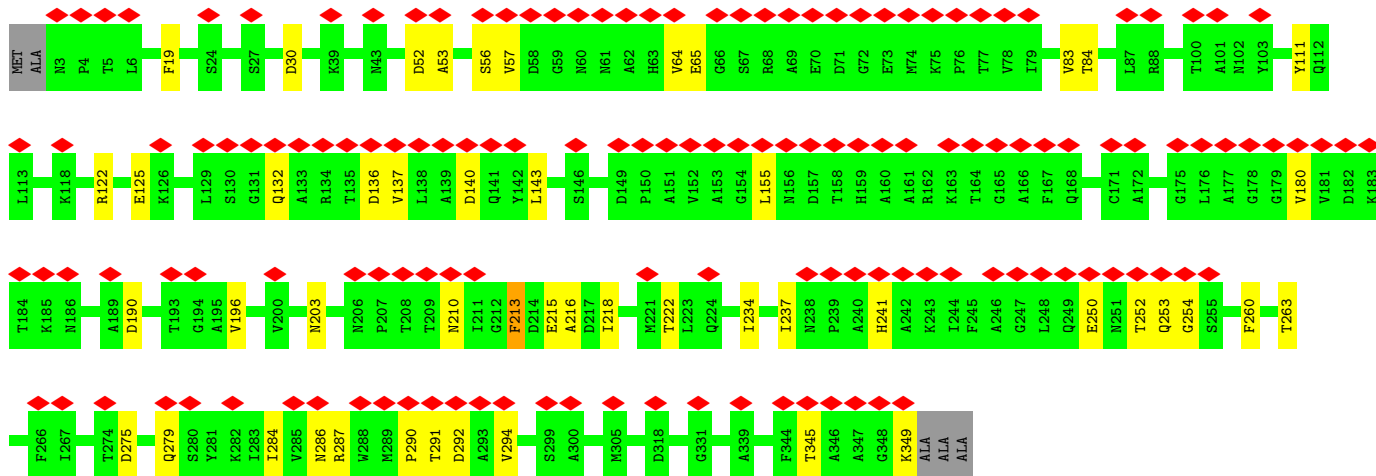 MET ALA N3 P4 T5 L6 F19 S24 S27 D30 K39 N43 D52 A53 S56 V57 D58 G59 N60 N61 A62 H63 V64 E65 G66 S67 R68 A69 E70 D71 G72 E73 M74 K75 P76 T77 V78 I79 V83 T84 L87 R88 T100 A101 N102 Y103 Y111 Q112
L113 K118 R122 E125 K126 L129 S130 G131 Q132 A133 R134 T135 D136 V137 L138 A139 D140 Q141 Y142 L143 S146 D149 P150 A151 V152 A153 G154 L155 N156 D157 T158 H159 A160 A161 R162 K163 T164 G165 A166 F167 Q168 C171 A172 G175 L176 A177 G178 G179 V180 V181 D182 K183
T184 K185 N186 A189 D190 T193 G194 A195 V196 V200 N203 N206 P207 T208 T209 N210 I211 G212 F213 D214 E215 A216 D217 I218 M221 T222 L223 Q224 I234 I237 N238 P239 A240 H241 A242 K243 I244 F245 A246 G247 L248 Q249 E250 N251 T252 Q253 G254 S255 F260 T263
F266 I267 T274 D275 Q279 S280 Y281 K282 I283 I284 V285 N286 R287 W288 M289 P290 T291 D292 A293 V294 S299 A300 M305 D318 G331 A339 F344 T345 A346 A347 G348 K349 ALA ALA ALA